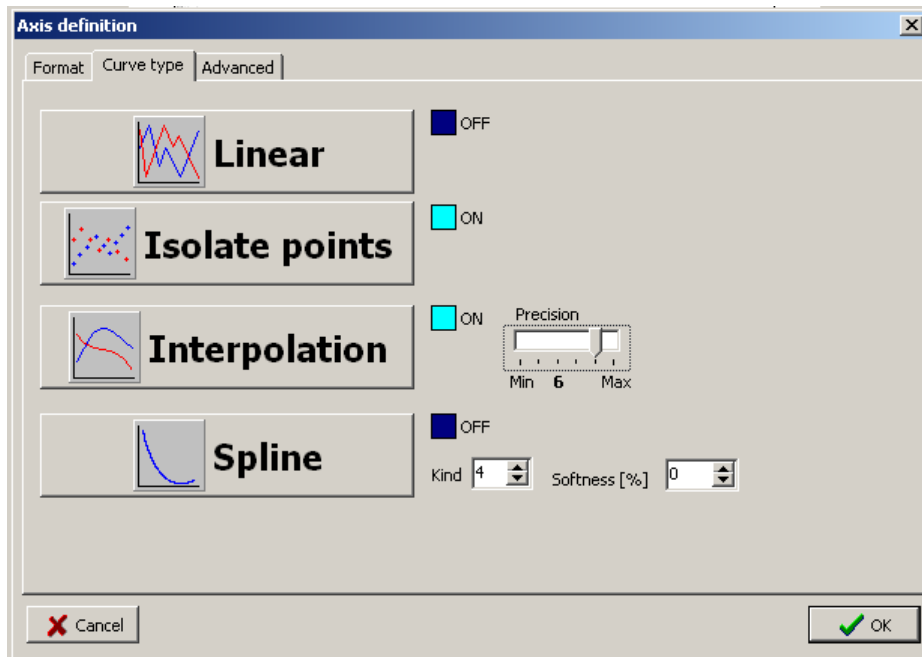 Axis definition
Format Curve type Advanced
Linear
OFF
Isolate points
ON
Interpolation
ON
Precision
Min 6 Max
Spline
OFF
Kind 4 Softness [%] 0
Cancel
OK